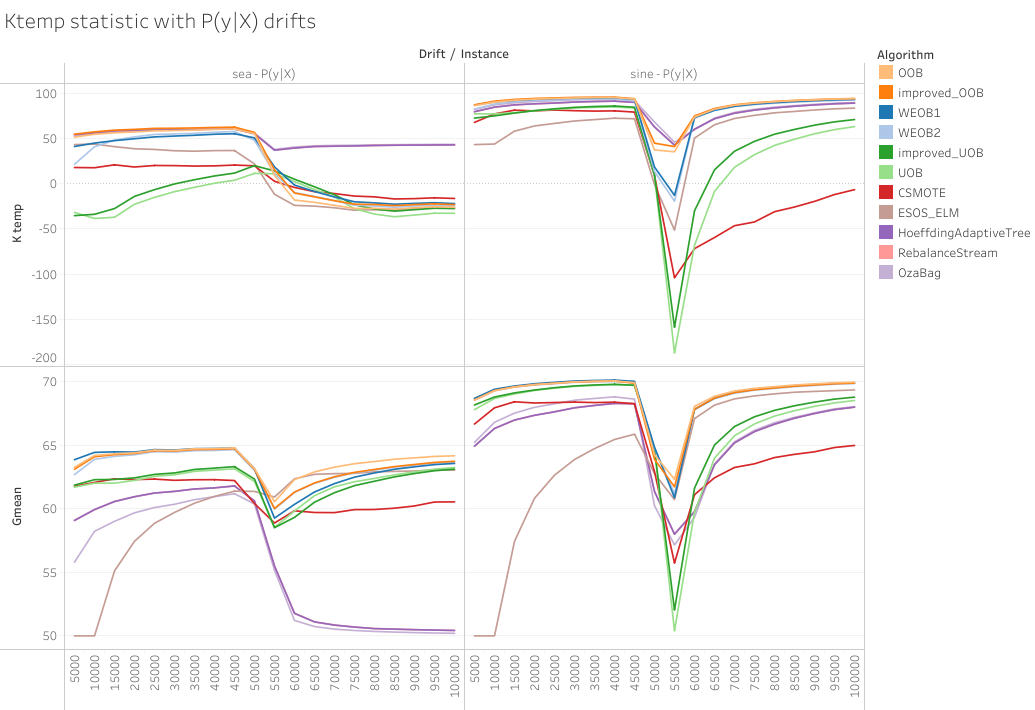 Ktemp statistic with P(y|X) drifts
Drift / Instance
sea - P(y|X)
sine - P(y|X)
Algorithm
OOB
improved_OOB
WEOB1
WEOB2
improved_UOB
UOB
CSMOTE
ESOS_ELM
HoeffdingAdaptiveTree
RebalanceStream
OzaBag
K temp
100
50
0
-50
-100
-150
-200
Gmean
70
65
60
55
50
5000
10000
15000
20000
25000
30000
35000
40000
45000
50000
55000
60000
65000
70000
75000
80000
85000
90000
95000
100000
5000
10000
15000
20000
25000
30000
35000
40000
45000
50000
55000
60000
65000
70000
75000
80000
85000
90000
95000
100000